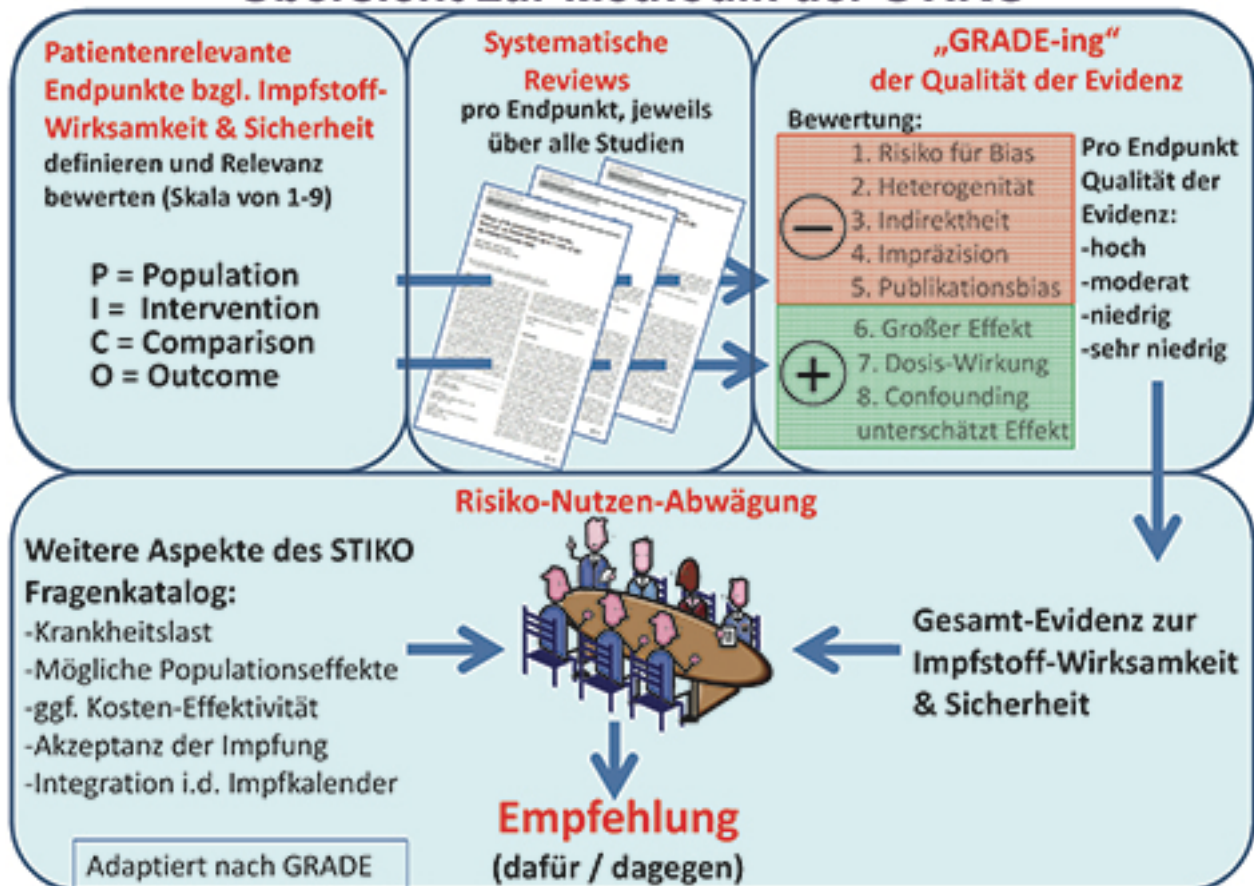 Patientenrelevante
Endpunkte bzgl. Impfstoff-
Wirksamkeit & Sicherheit
definieren und Relevanz
bewerten (Skala von 1-9)
P = Population
I = Intervention
C = Comparison
O = Outcome
Systematische
Reviews
pro Endpunkt, jeweils
über alle Studien
„GRADE-ing“
der Qualität der Evidenz
Bewertung:
1. Risiko für Bias
2. Heterogenität
3. Indirektheit
4. Impräzision
5. Publikationsbias
6. Großer Effekt
7. Dosis-Wirkung
8. Confounding
unterschätzt Effekt
Pro Endpunkt
Qualität der
Evidenz:
-hoch
-moderat
-niedrig
-sehr niedrig
Risiko-Nutzen-Abwägung
Weitere Aspekte des STIKO
Fragenkatalog:
-Krankheitslast
-Mögliche Populationseffekte
-ggf. Kosten-Effektivität
-Akzeptanz der Impfung
-Integration i.d. Impfkalender
Gesamt-Evidenz zur
Impfstoff-Wirksamkeit
& Sicherheit
Empfehlung
(dafür / dagegen)
Adaptiert nach GRADE